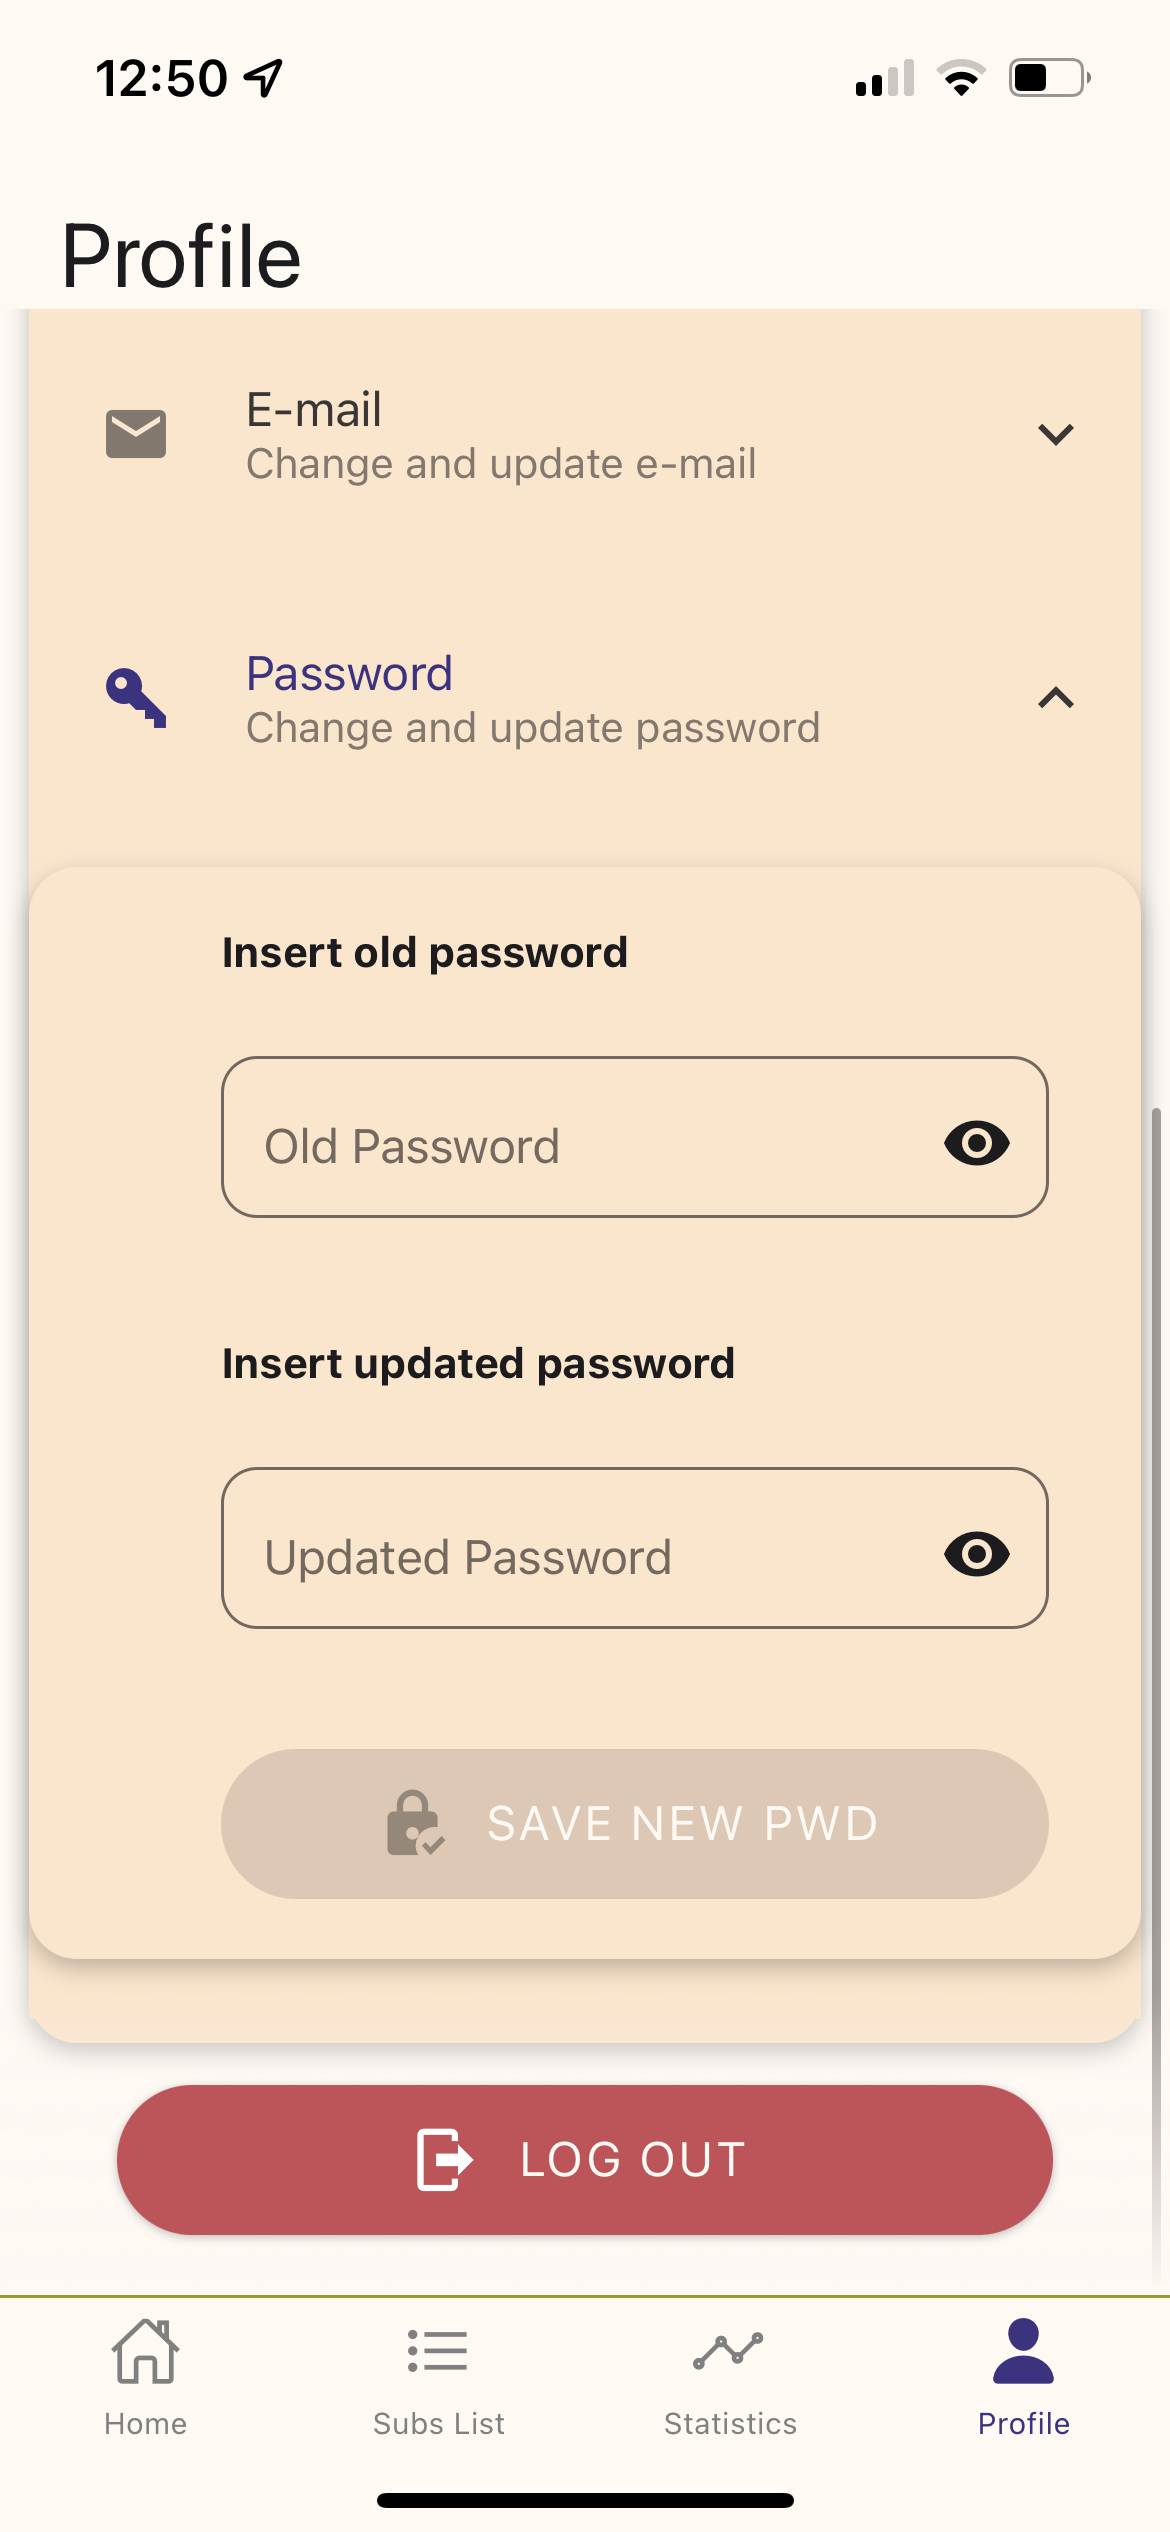 12:50
Profile
E-mail
Change and update e-mail
Password
Change and update password
Insert old password
Old Password
Insert updated password
Updated Password
SAVE NEW PWD
LOG OUT
Home
Subs List
Statistics
Profile